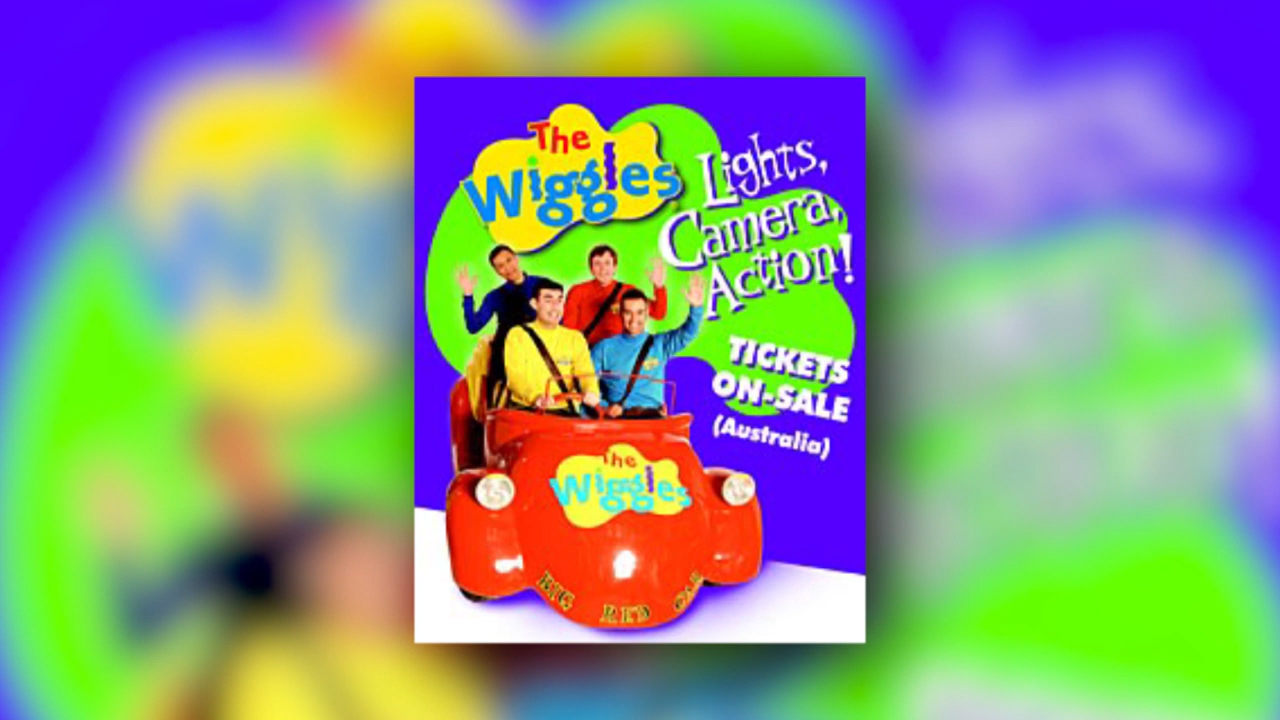 The
Wiggles
Lights,
Camera,
Action!
TICKETS
ON-SALE
(Australia)
The
Wiggles
BIG RED CAR